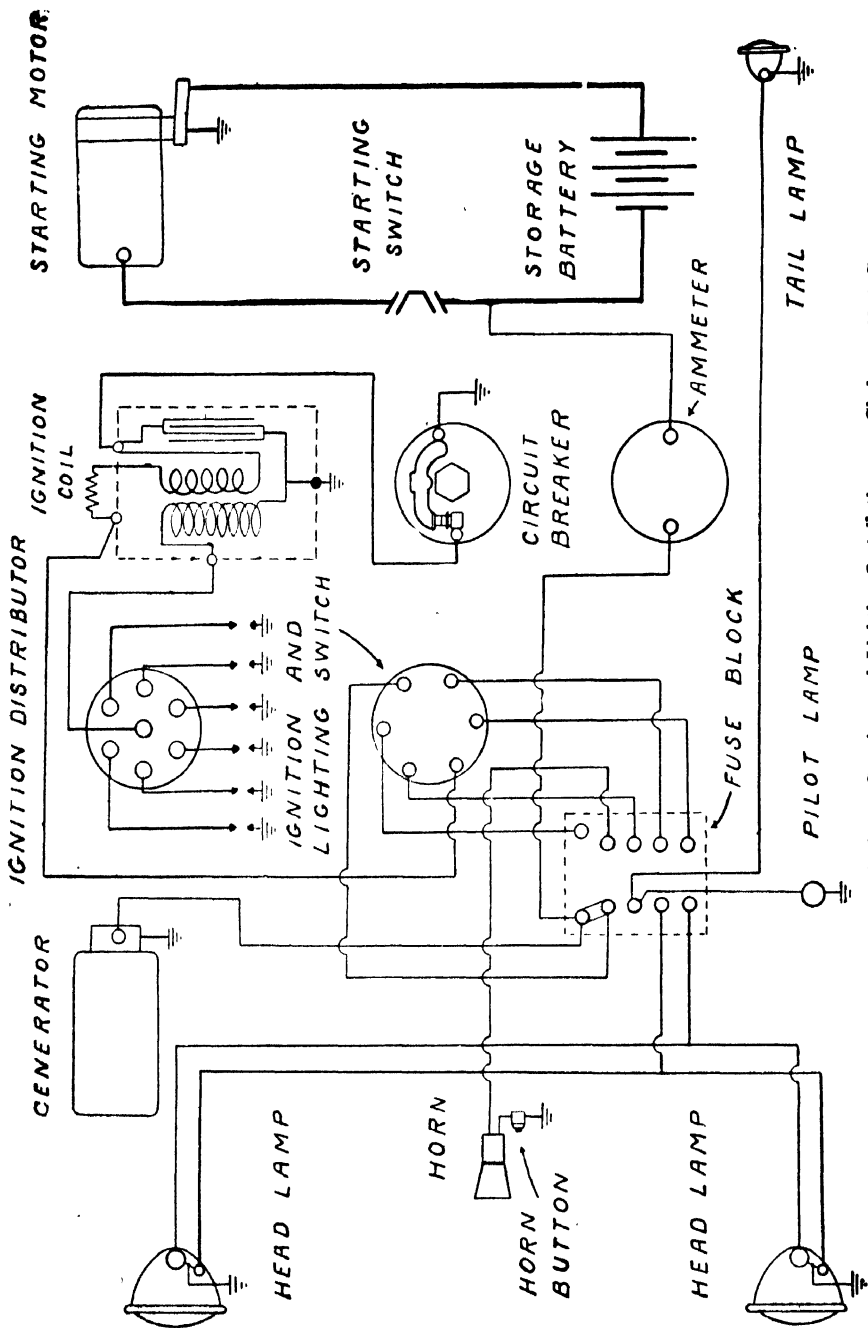 GENERATOR
IGNITION DISTRIBUTOR
IGNITION
COIL
STARTING MOTOR
HEAD LAMP
IGNITION AND
LIGHTING SWITCH
STARTING
SWITCH
HORN
CIRCUIT
BREAKER
STORAGE
BATTERY
HORN
BUTTON
AMMETER
HEAD LAMP
FUSE BLOCK
PILOT LAMP
TAIL LAMP